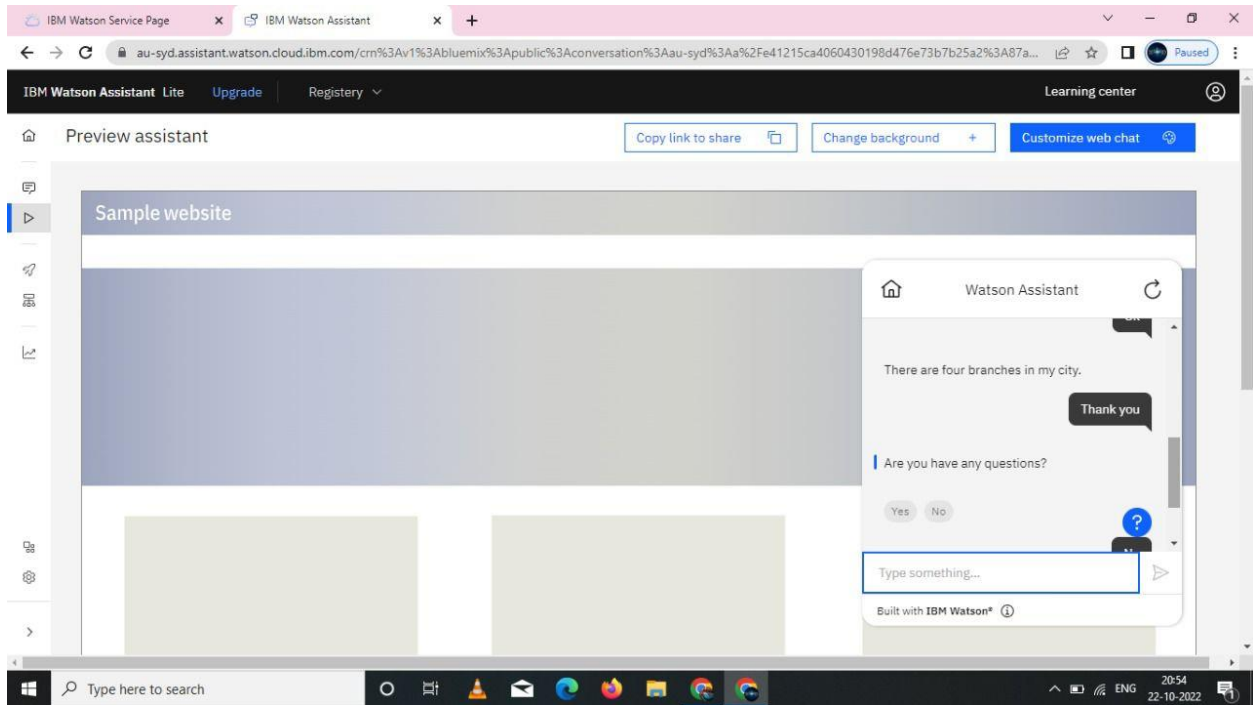 IBM Watson Service Page
IBM Watson Assistant
au-syd.assistant.watson.cloud.ibm.com/crn%3Av1%3Abluemix%3Apublic%3Aconversation%3Aau-syd%3Aa%2Fe41215ca4060430198d476e73b7b25a2%3A87a...
Paused
IBM Watson Assistant Lite Upgrade Registery
Learning center
Preview assistant
Copy link to share
Change background +
Customize web chat
Sample website
Watson Assistant
There are four branches in my city.
Thank you
Are you have any questions?
Yes No
?
Type something...
Built with IBM Watson®
Type here to search
ENG
20:54
22-10-2022
1